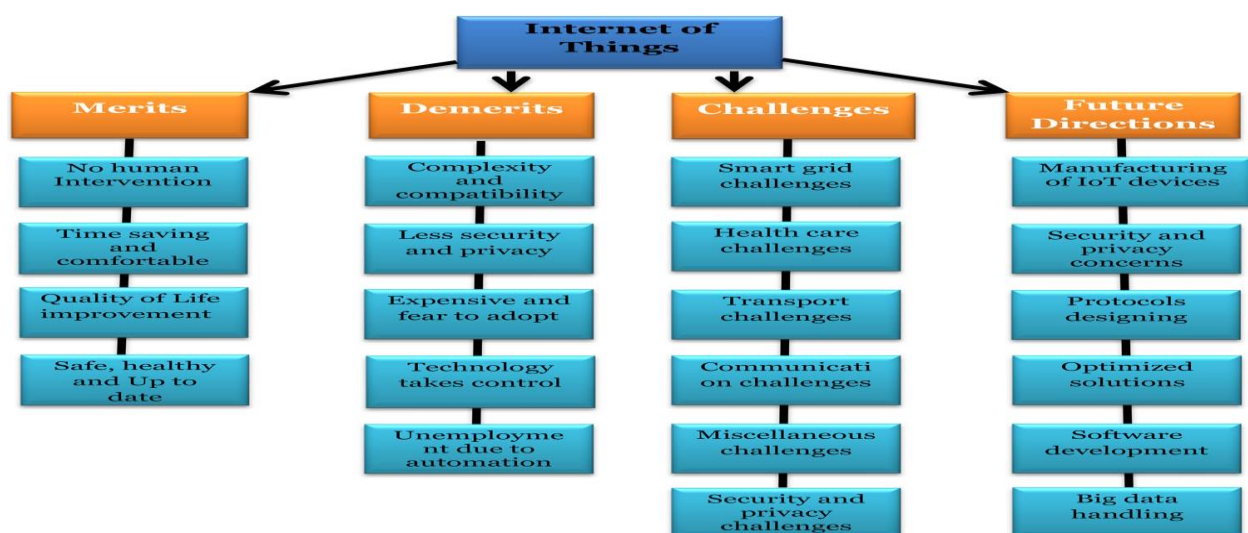 Internet of
Things
Merits
No human
Intervention
Time saving
and
comfortable
Quality of Life
improvement
Safe, healthy
and Up to
date
Demerits
Complexity
and
compatibility
Less security
and privacy
Expensive and
fear to adopt
Technology
takes control
Unemployme
nt due to
automation
Challenges
Smart grid
challenges
Health care
challenges
Transport
challenges
Communicati
on challenges
Miscellaneous
challenges
Security and
privacy
challenges
Future
Directions
Manufacturing
of IoT devices
Security and
privacy
concerns
Protocols
designing
Optimized
solutions
Software
development
Big data
handling